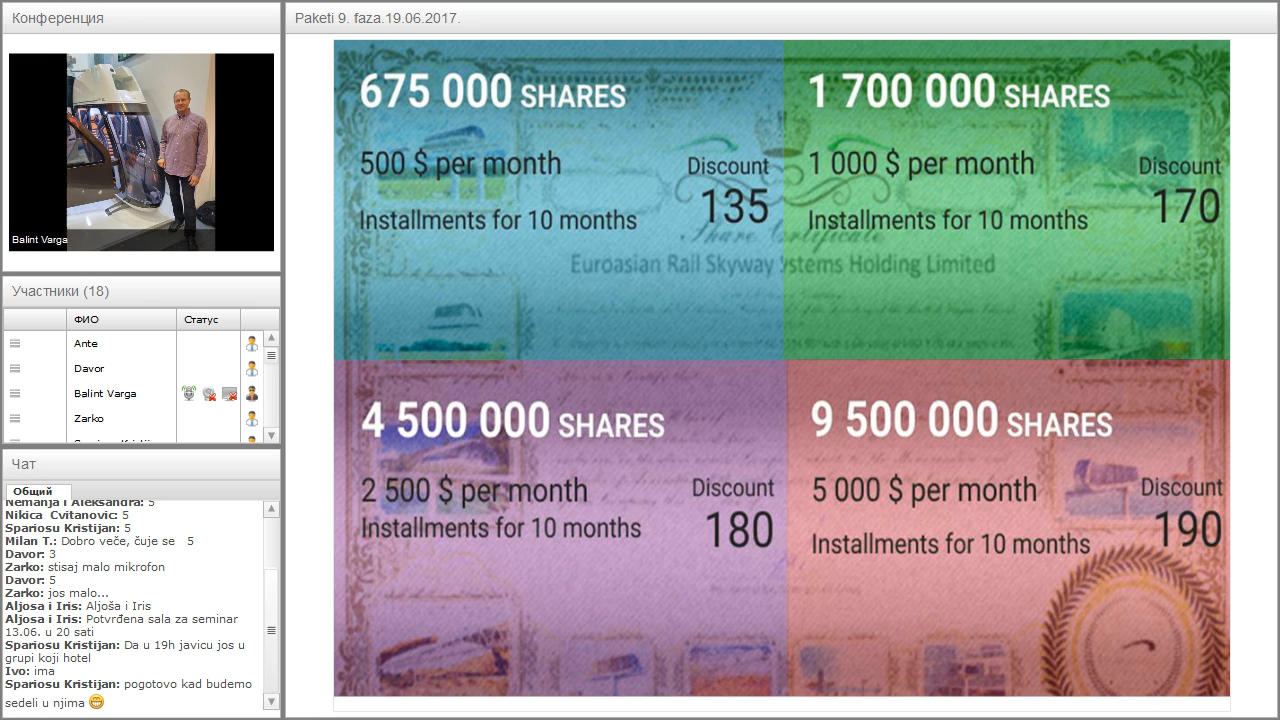 Конференция
Balint Varga
Участники (18)
ФИО Статус
Ante
Davor
Balint Varga
Zarko
Чат
Общий
Nemanja i Aleksandra: 5
Nikica Cvitanovic: 5
Spariosu Kristijan: 5
Milan T.: Dobro veče, čuje se 5
Davor: 3
Zarko: stisaj malo mikrofon
Davor: 5
Zarko: jos malo...
Aljosa i Iris: Aljoša i Iris
Aljosa i Iris: Potvrđena sala za seminar
13.06. u 20 sati
Spariosu Kristijan: Da u 19h javicu jos u
grupi koji hotel
Ivo: ima
Spariosu Kristijan: pogotovo kad budemo
sedeli u njima
Paketi 9. faza.19.06.2017.
675 000 SHARES
500 $ per month
Discount
135
Installments for 10 months
1 700 000 SHARES
1 000 $ per month
Discount
170
Installments for 10 months
Share Certificate
Euroasian Rail Skyway Systems Holding Limited
4 500 000 SHARES
2 500 $ per month
Discount
180
Installments for 10 months
9 500 000 SHARES
5 000 $ per month
Discount
190
Installments for 10 months